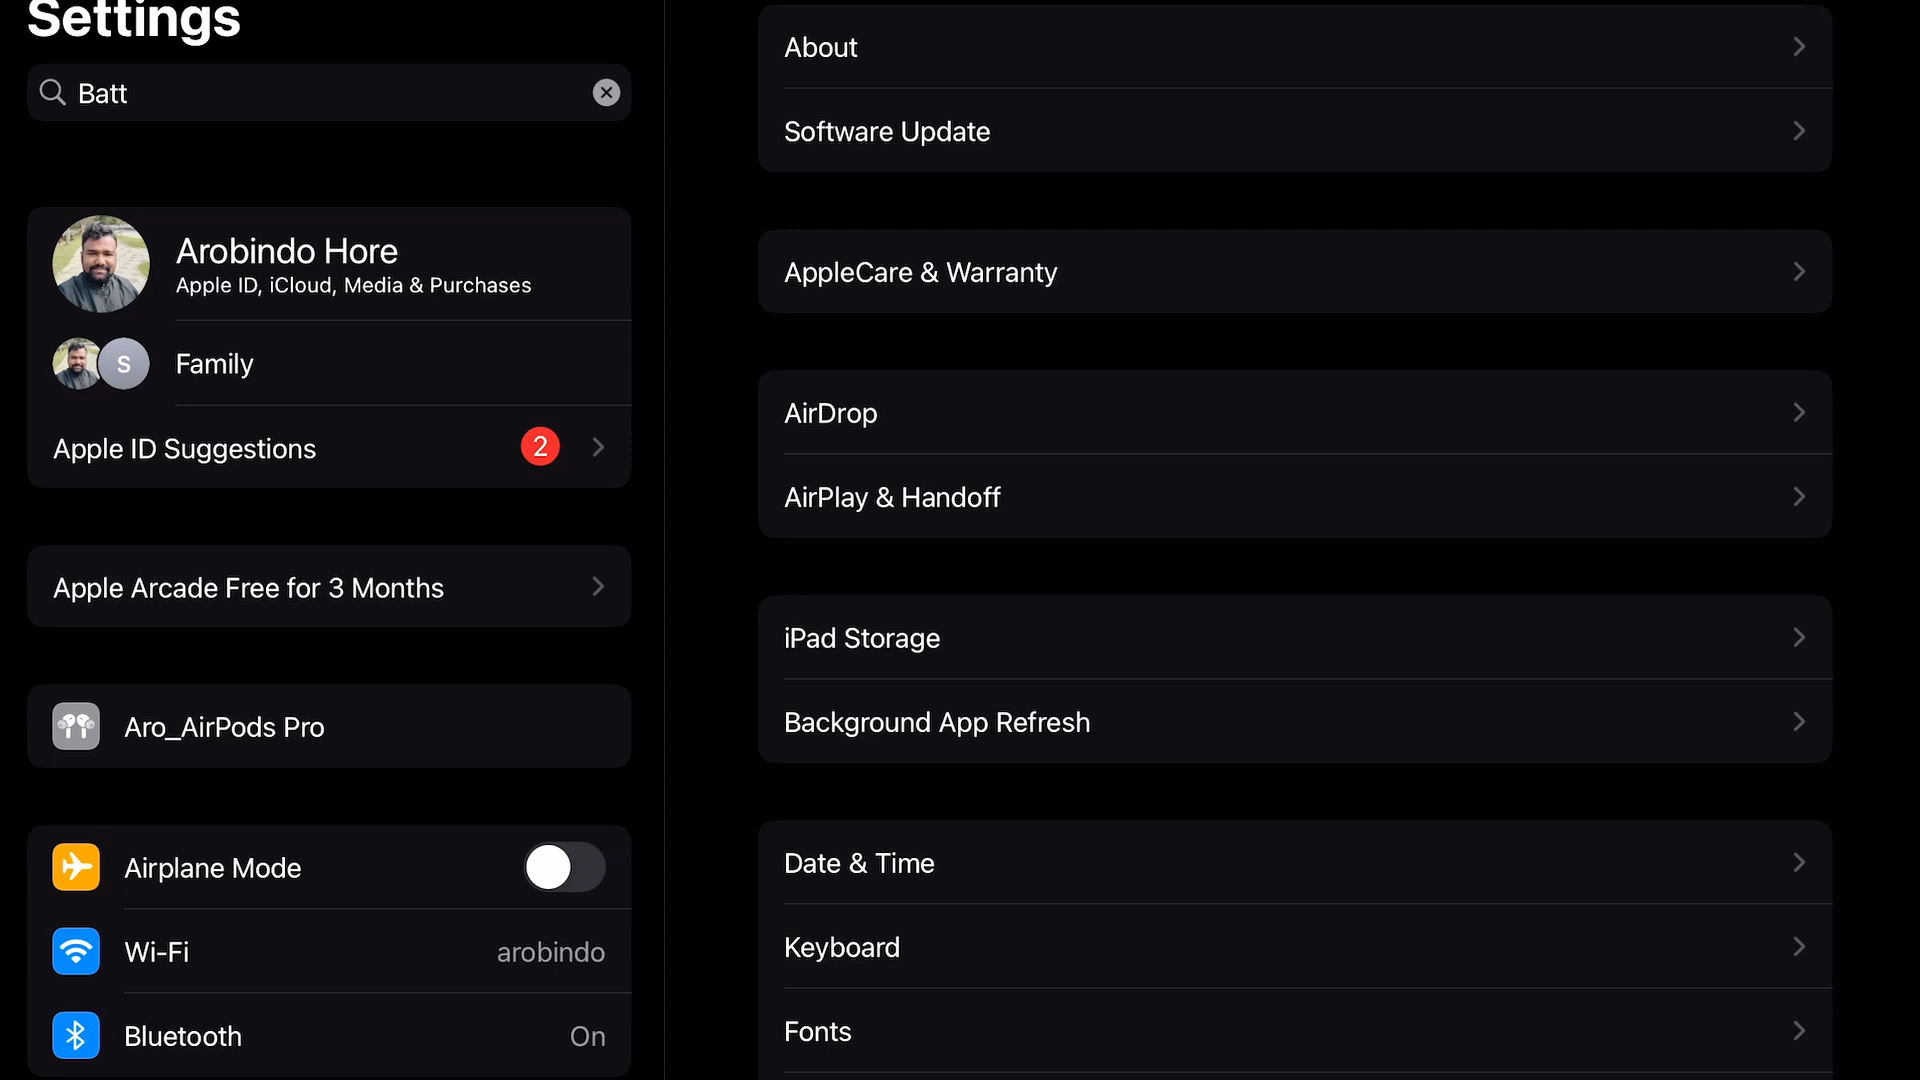 Settings
Batt
Arobindo Hore
Apple ID, iCloud, Media & Purchases
S
Family
Apple ID Suggestions
2
Apple Arcade Free for 3 Months
Aro_AirPods Pro
Airplane Mode
Wi-Fi
arobindo
Bluetooth
On
About
Software Update
AppleCare & Warranty
AirDrop
AirPlay & Handoff
iPad Storage
Background App Refresh
Date & Time
Keyboard
Fonts